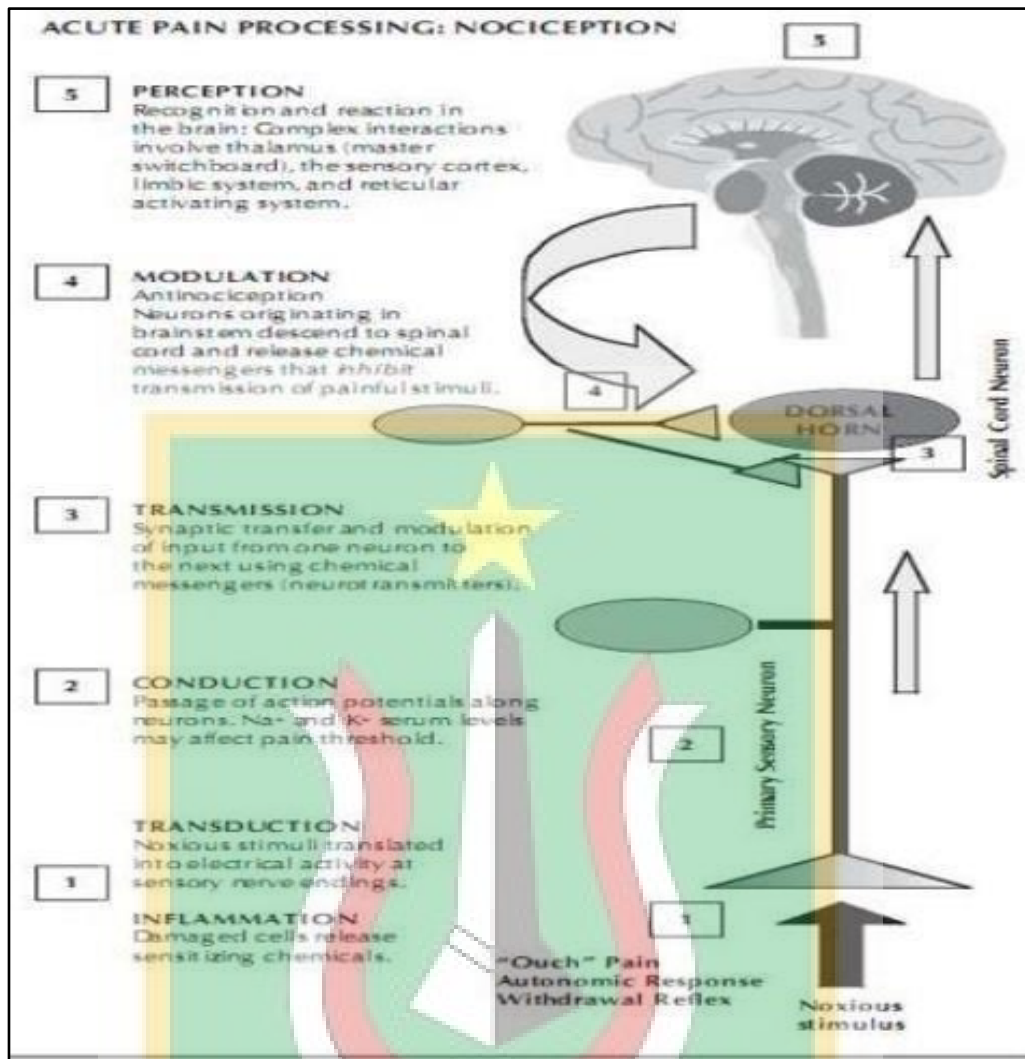 ACUTE PAIN PROCESSING: NOCICEPTION
5
5
PERCEPTION
Recognition and reaction in
the brain: Complex interactions
involve thalamus (master
switchboard), the sensory cortex,
limbic system, and reticular
activating system.
4
MODULATION
Antinociception
Neurons originating in
brainstem descend to spinal
cord and release chemical
messengers that inhibit
transmission of painful stimuli.
4
DORSAL
HORN
3
Spinal Cord Neuron
3
TRANSMISSION
Synaptic transfer and modulation
of input from one neuron to
the next using chemical
messengers (neurotransmitters).
2
CONDUCTION
Passage of action potentials along
neurons. Na+ and K+ serum levels
may affect pain threshold.
2
Primary Sensory Neuron
1
TRANSDUCTION
Noxious stimuli translated
into electrical activity at
sensory nerve endings.
INFLAMMATION
Damaged cells release
sensitizing chemicals.
1
"Ouch" Pain
Autonomic Response
Withdrawal Reflex
Noxious
stimulus